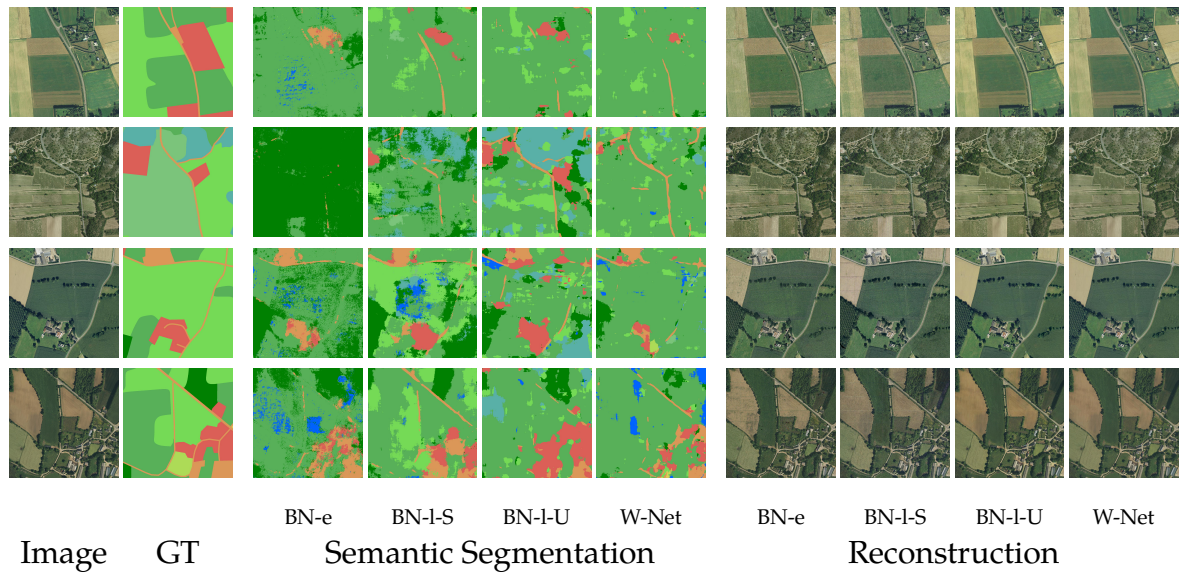 BN-e BN-l-S BN-l-U W-Net BN-e BN-l-S BN-l-U W-Net
Image GT Semantic Segmentation Reconstruction